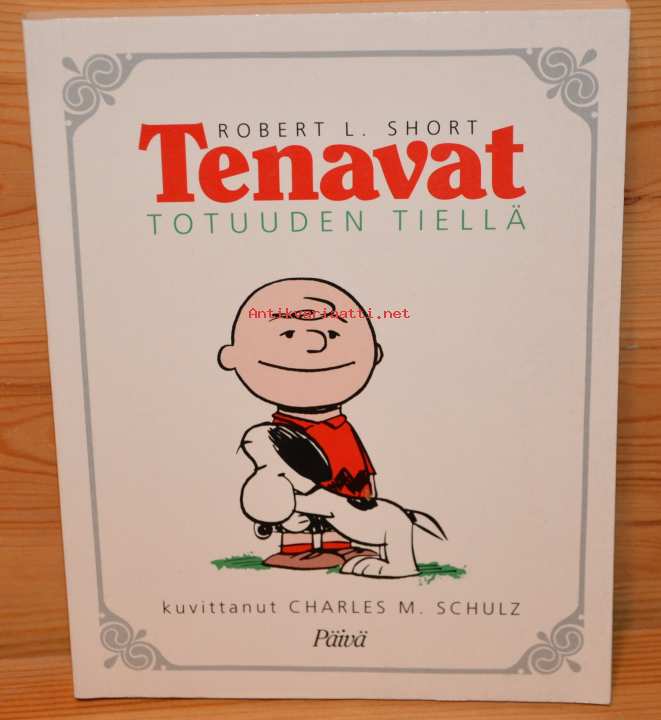 ROBERT L. SHORT
Tenavat
TOTUUDEN TIELLÄ
Antikvariaatti.net
kuvittanut CHARLES M. SCHULZ
Päivä